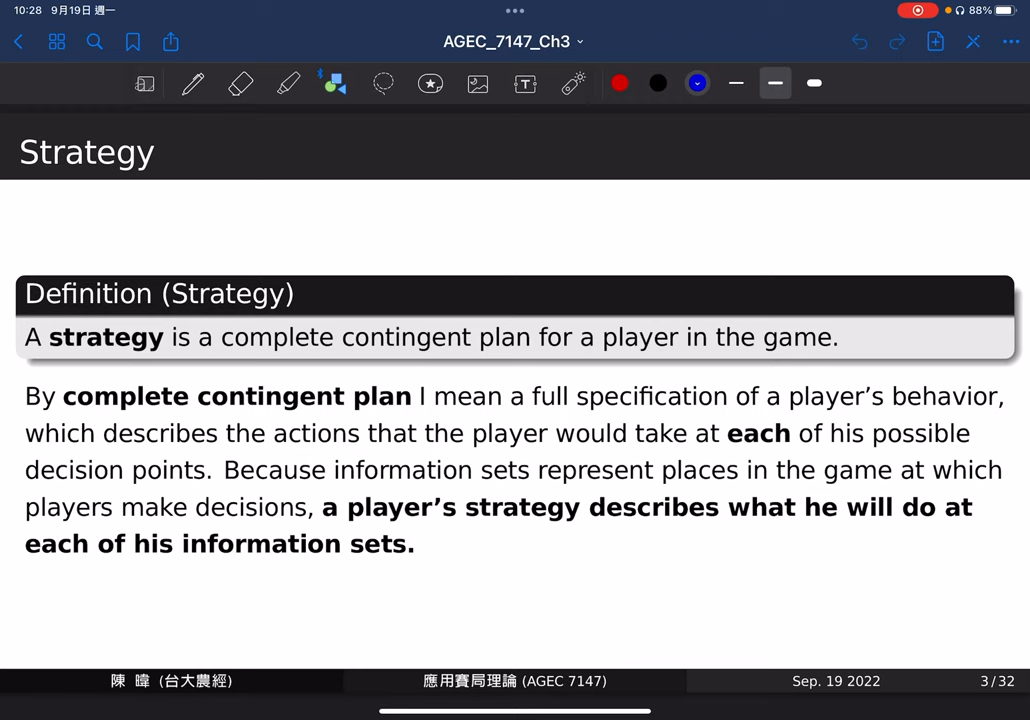 10:28 9月19日 週一
88%
AGEC_7147_Ch3
Strategy
Definition (Strategy)
A strategy is a complete contingent plan for a player in the game.
By complete contingent plan I mean a full specification of a player's behavior,
which describes the actions that the player would take at each of his possible
decision points. Because information sets represent places in the game at which
players make decisions, a player's strategy describes what he will do at
each of his information sets.
陳 暐 (台大農經) 應用賽局理論 (AGEC 7147) Sep. 19 2022 3/32